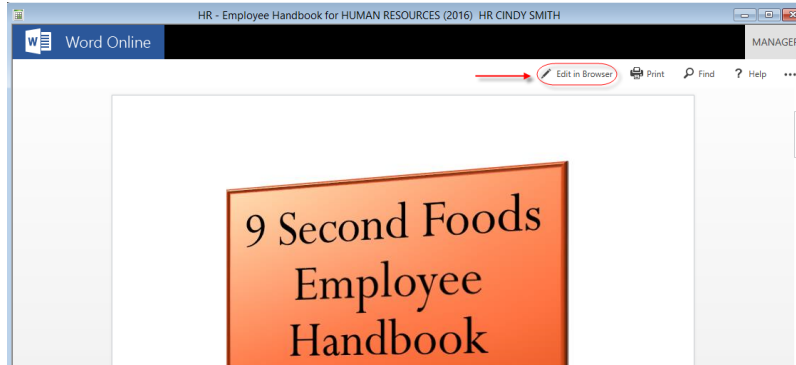 HR - Employee Handbook for HUMAN RESOURCES (2016) HR CINDY SMITH
W Word Online
MANAGER
Edit in Browser Print Find ? Help ...
9 Second Foods
Employee
Handbook